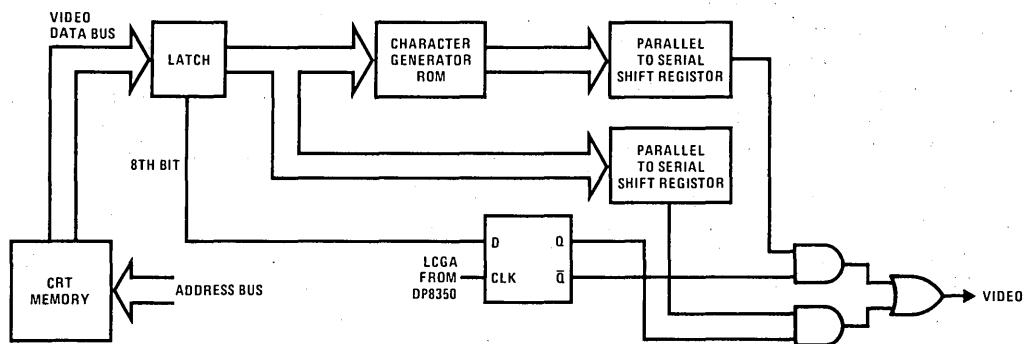 VIDEO
DATA BUS
LATCH
CHARACTER
GENERATOR
ROM
PARALLEL
TO SERIAL
SHIFT REGISTOR
8TH BIT
PARALLEL
TO SERIAL
SHIFT REGISTOR
CRT
MEMORY
ADDRESS BUS
LCGA
FROM
DP8350
D
Q
CLK
Q̅
VIDEO